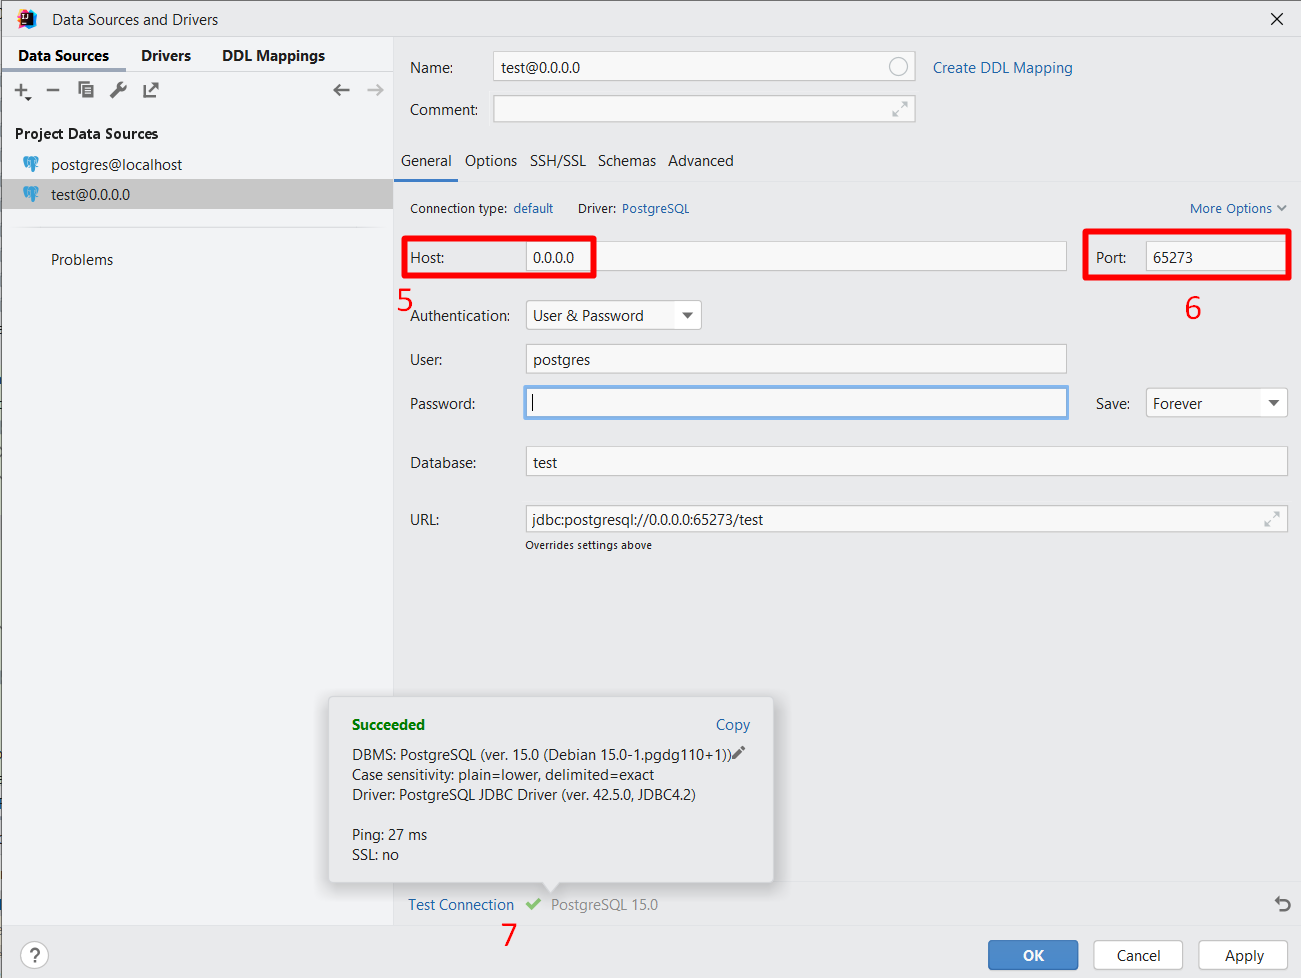 Data Sources and Drivers
Data Sources Drivers DDL Mappings
Project Data Sources
postgres@localhost
test@0.0.0.0
Problems
Name: test@0.0.0.0 Create DDL Mapping
Comment:
General Options SSH/SSL Schemas Advanced
Connection type: default Driver: PostgreSQL More Options
Host: 0.0.0.0 Port: 65273
5 6
Authentication: User & Password
User: postgres
Password: Save: Forever
Database: test
URL: jdbc:postgresql://0.0.0.0:65273/test
Overrides settings above
Succeeded Copy
DBMS: PostgreSQL (ver. 15.0 (Debian 15.0-1.pgdg110+1))
Case sensitivity: plain=lower, delimited=exact
Driver: PostgreSQL JDBC Driver (ver. 42.5.0, JDBC4.2)
Ping: 27 ms
SSL: no
Test Connection PostgreSQL 15.0
7
? OK Cancel Apply